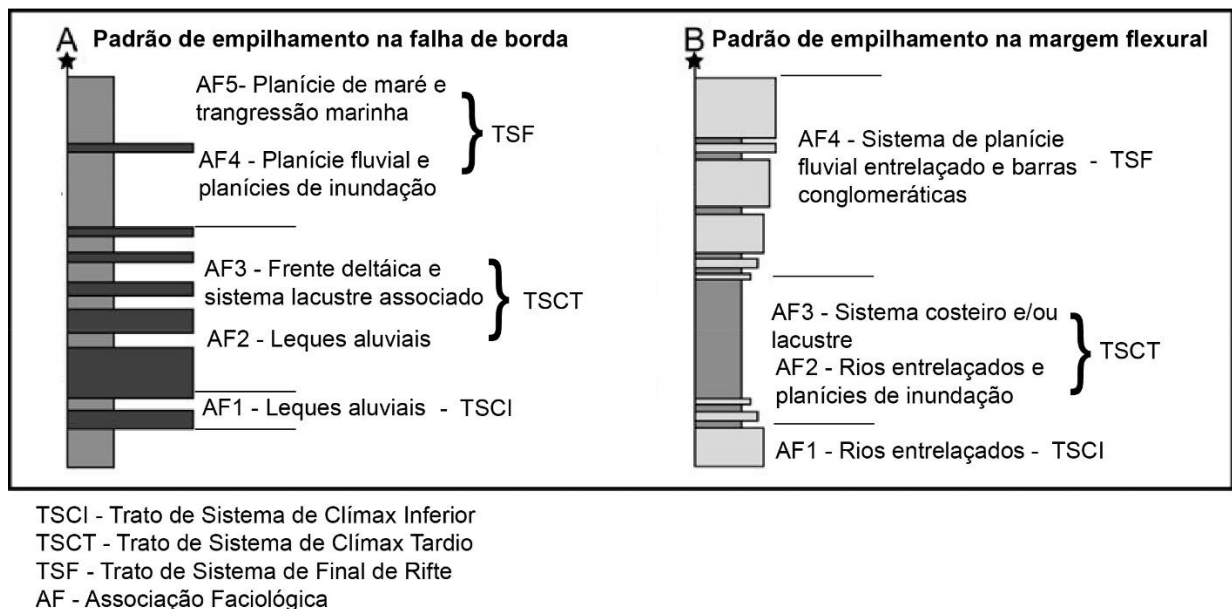 A Padrão de empilhamento na falha de borda
AF5- Planície de maré e
trangressão marinha
TSF
AF4 - Planície fluvial e
planícies de inundação
AF3 - Frente deltáica e
sistema lacustre associado
TSCT
AF2 - Leques aluviais
AF1 - Leques aluviais - TSCI
B Padrão de empilhamento na margem flexural
AF4 - Sistema de planície
fluvial entrelaçado e barras - TSF
conglomeráticas
AF3 - Sistema costeiro e/ou
lacustre
TSCT
AF2 - Rios entrelaçados e
planícies de inundação
AF1 - Rios entrelaçados - TSCI
TSCI - Trato de Sistema de Clímax Inferior
TSCT - Trato de Sistema de Clímax Tardio
TSF - Trato de Sistema de Final de Rifte
AF - Associação Faciológica